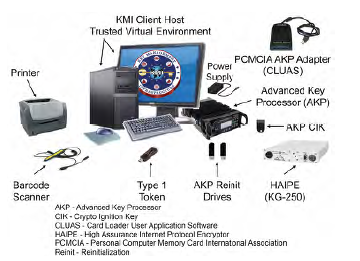 KMI Client Host
Trusted Virtual Environment
PCMCIA AKP Adapter
(CLUAS)
Power
Supply
Printer
Advanced Key
Processor (AKP)
AKP CIK
Barcode
Scanner
Type 1
Token
AKP Reinit
Drives
HAIPE
(KG-250)
AKP - Advanced Key Processor
CIK - Crypto Ignition Key
CLUAS - Card Loader User Application Software
HAIPE - High Assurance Internet Protocol Encryptor
PCMCIA - Personal Computer Memory Card International Association
Reinit - Reinitialization